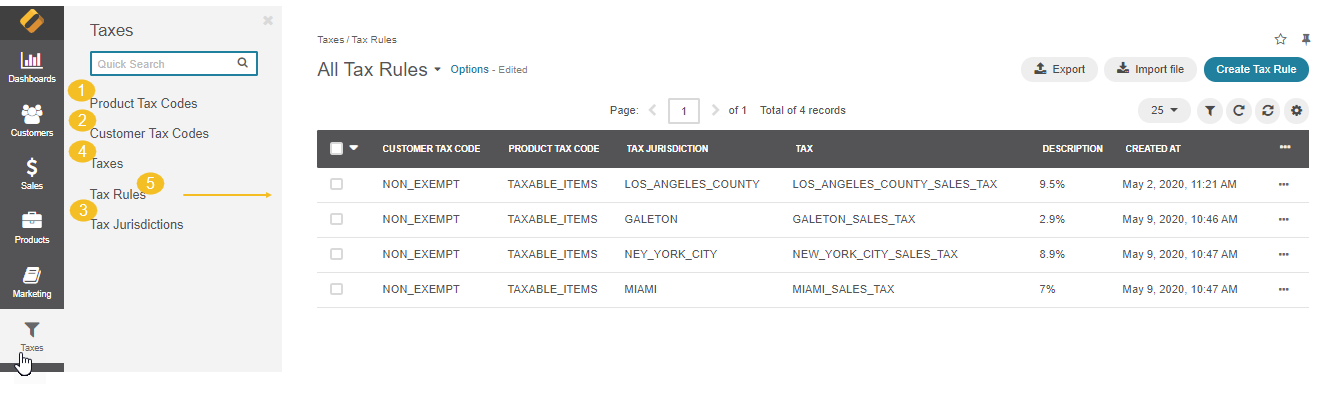 Taxes
Quick Search
Dashboards
Customers
Sales
Products
Marketing
Taxes
1
Product Tax Codes
2
Customer Tax Codes
4
Taxes
5
Tax Rules
3
Tax Jurisdictions
Taxes / Tax Rules
All Tax Rules Options - Edited
Export Import file Create Tax Rule
Page: 1 of 1 Total of 4 records 25
CUSTOMER TAX CODE PRODUCT TAX CODE TAX JURISDICTION TAX DESCRIPTION CREATED AT
NON_EXEMPT TAXABLE_ITEMS LOS_ANGELES_COUNTY LOS_ANGELES_COUNTY_SALES_TAX 9.5% May 2, 2020, 11:21 AM
NON_EXEMPT TAXABLE_ITEMS GALETON GALETON_SALES_TAX 2.9% May 9, 2020, 10:46 AM
NON_EXEMPT TAXABLE_ITEMS NEY_YORK_CITY NEW_YORK_CITY_SALES_TAX 8.9% May 9, 2020, 10:47 AM
NON_EXEMPT TAXABLE_ITEMS MIAMI MIAMI_SALES_TAX 7% May 9, 2020, 10:47 AM